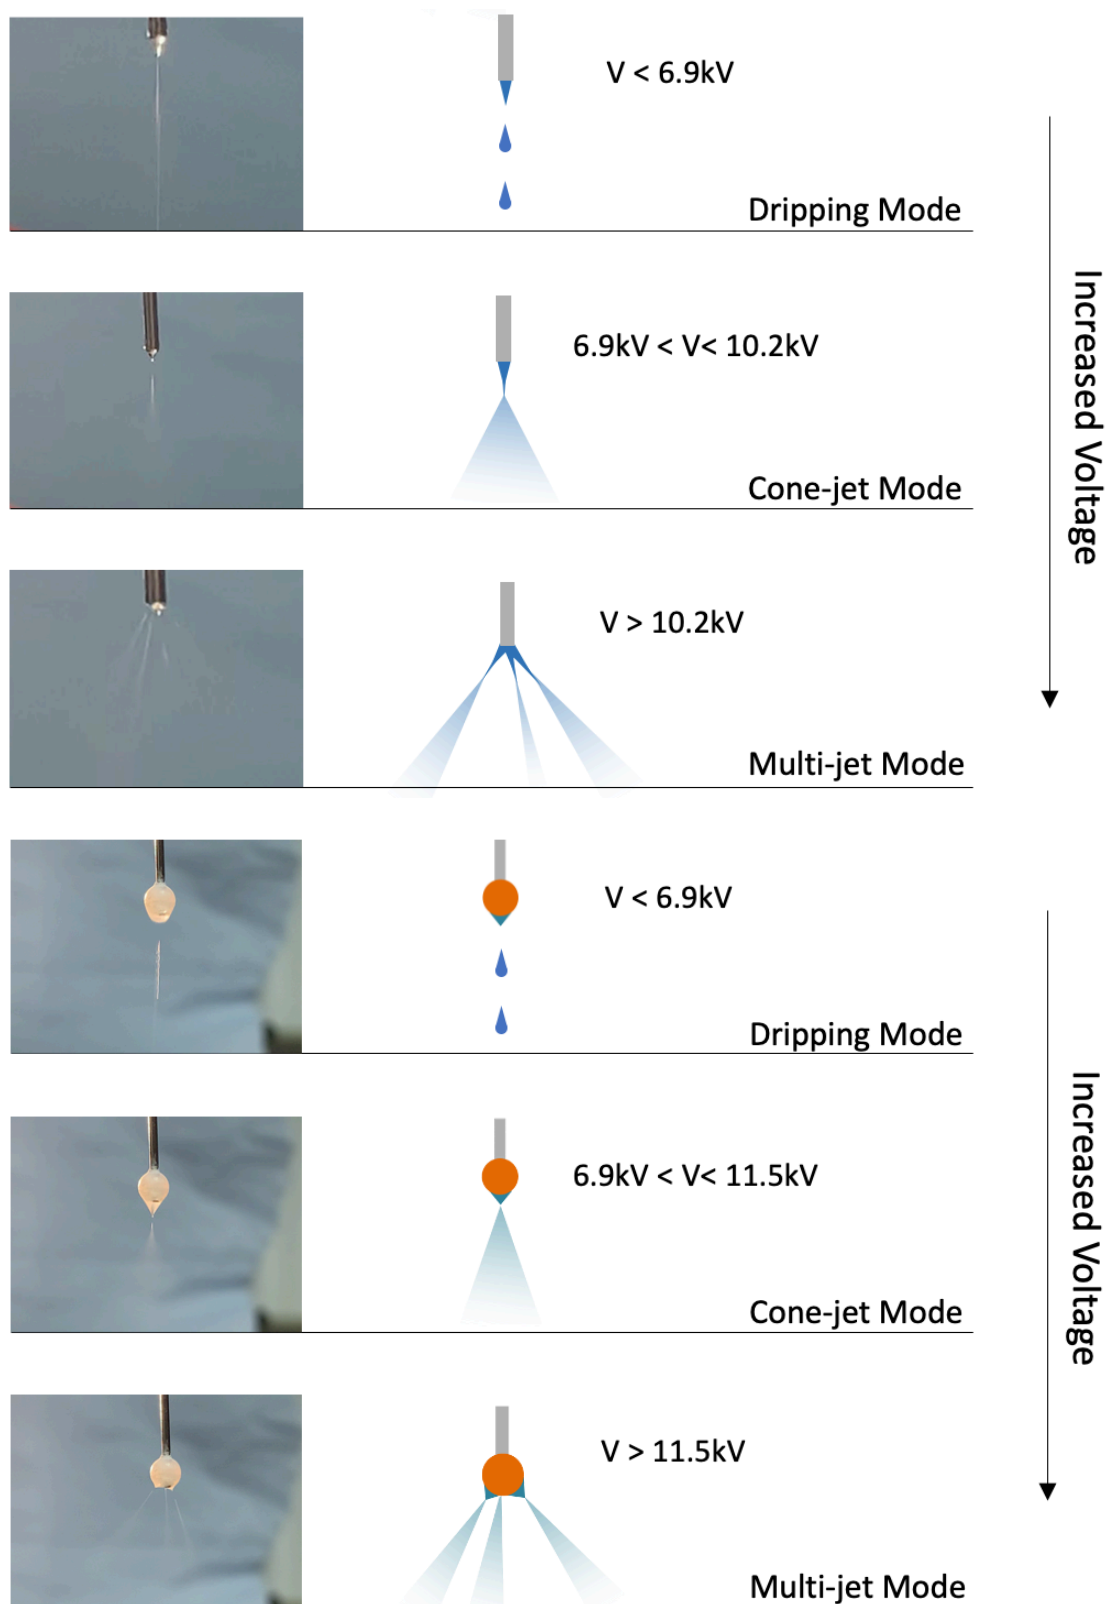 V < 6.9kV
Dripping Mode
6.9kV < V< 10.2kV
Cone-jet Mode
V > 10.2kV
Multi-jet Mode
Increased Voltage
V < 6.9kV
Dripping Mode
6.9kV < V< 11.5kV
Cone-jet Mode
V > 11.5kV
Multi-jet Mode
Increased Voltage